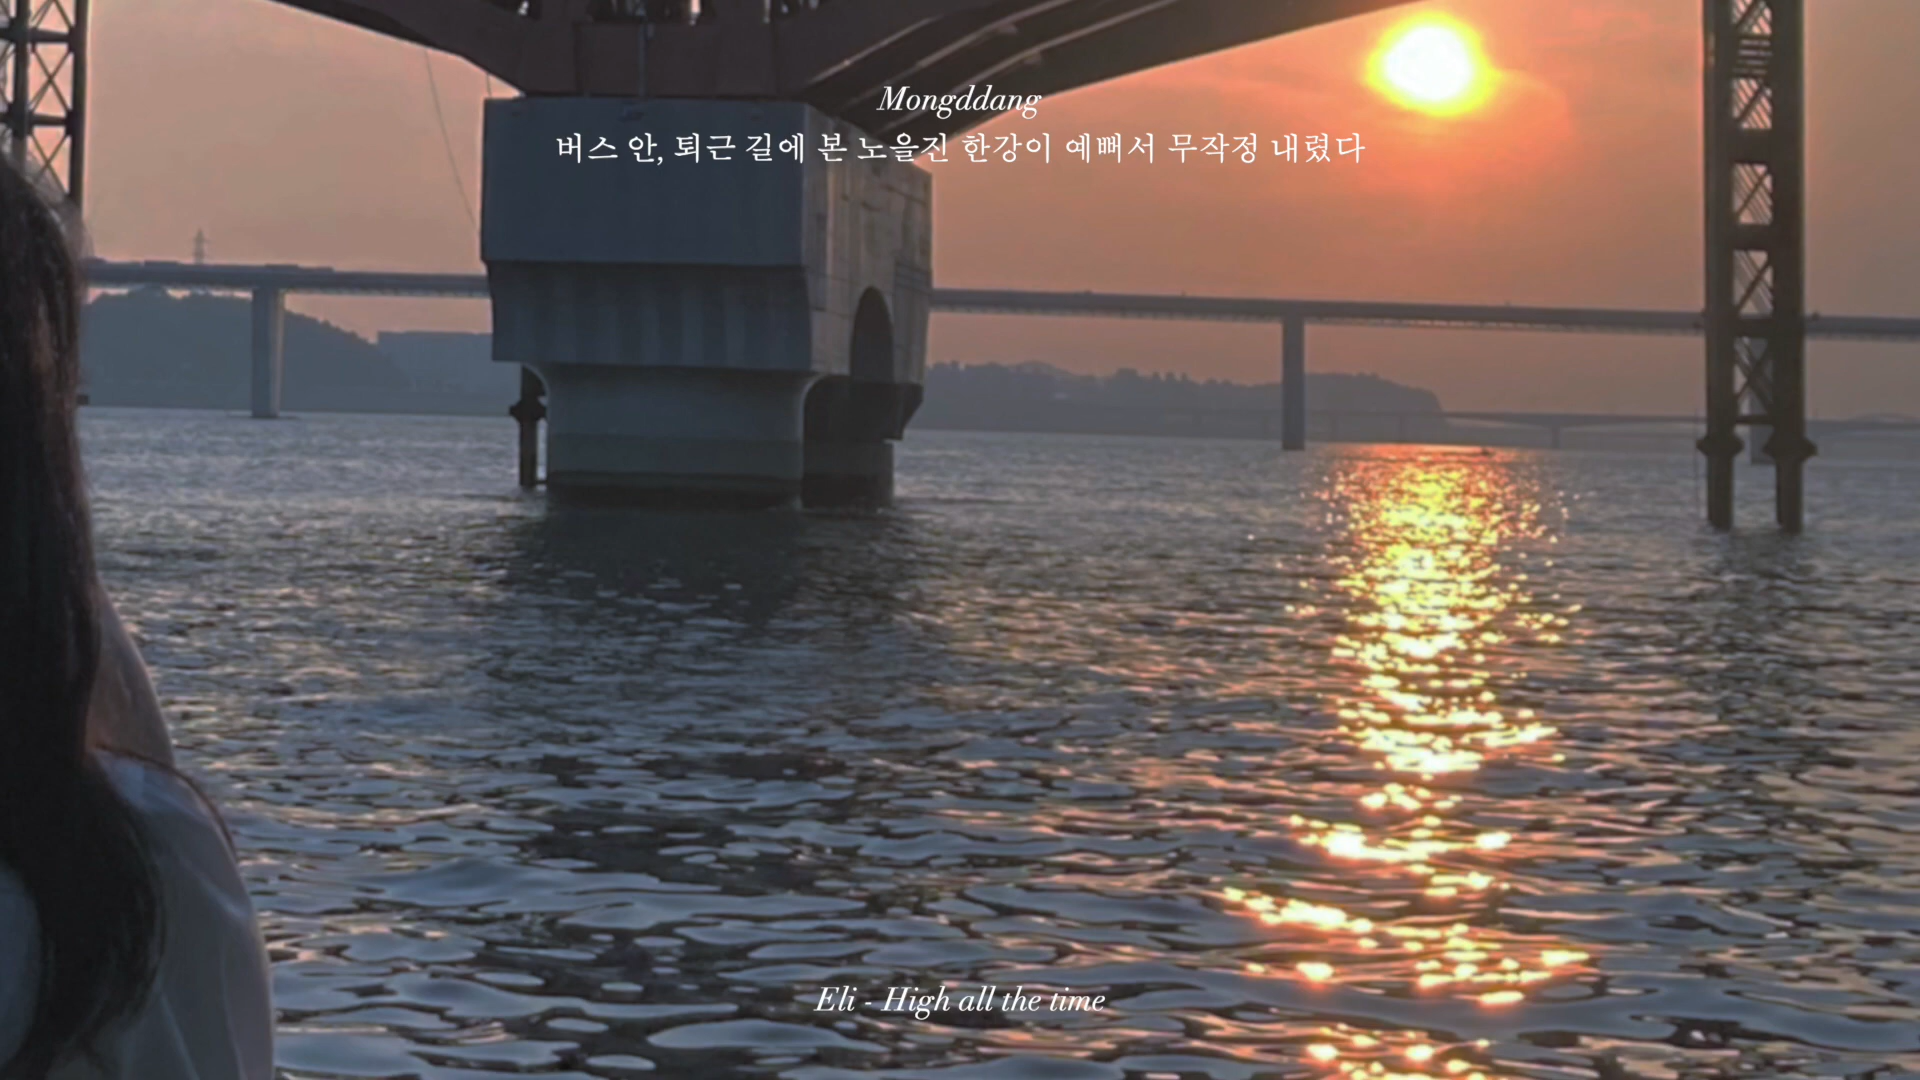 Mongddang
버스 안, 퇴근 길에 본 노을진 한강이 예뻐서 무작정 내렸다
Eli - High all the time